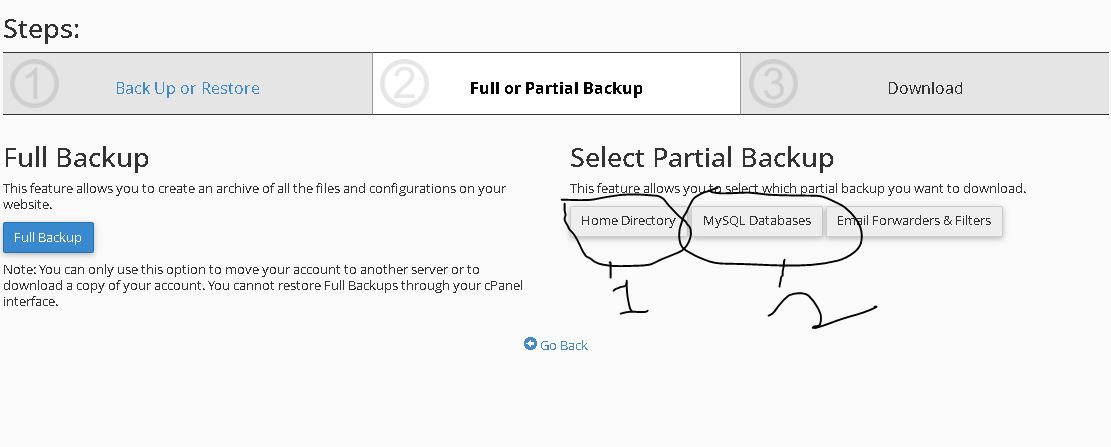 Steps:
1 Back Up or Restore
2 Full or Partial Backup
3 Download
Full Backup
This feature allows you to create an archive of all the files and configurations on your
website.
Full Backup
Note: You can only use this option to move your account to another server or to
download a copy of your account. You cannot restore Full Backups through your cPanel
interface.
Select Partial Backup
This feature allows you to select which partial backup you want to download.
Home Directory MySQL Databases Email Forwarders & Filters
1 2
Go Back